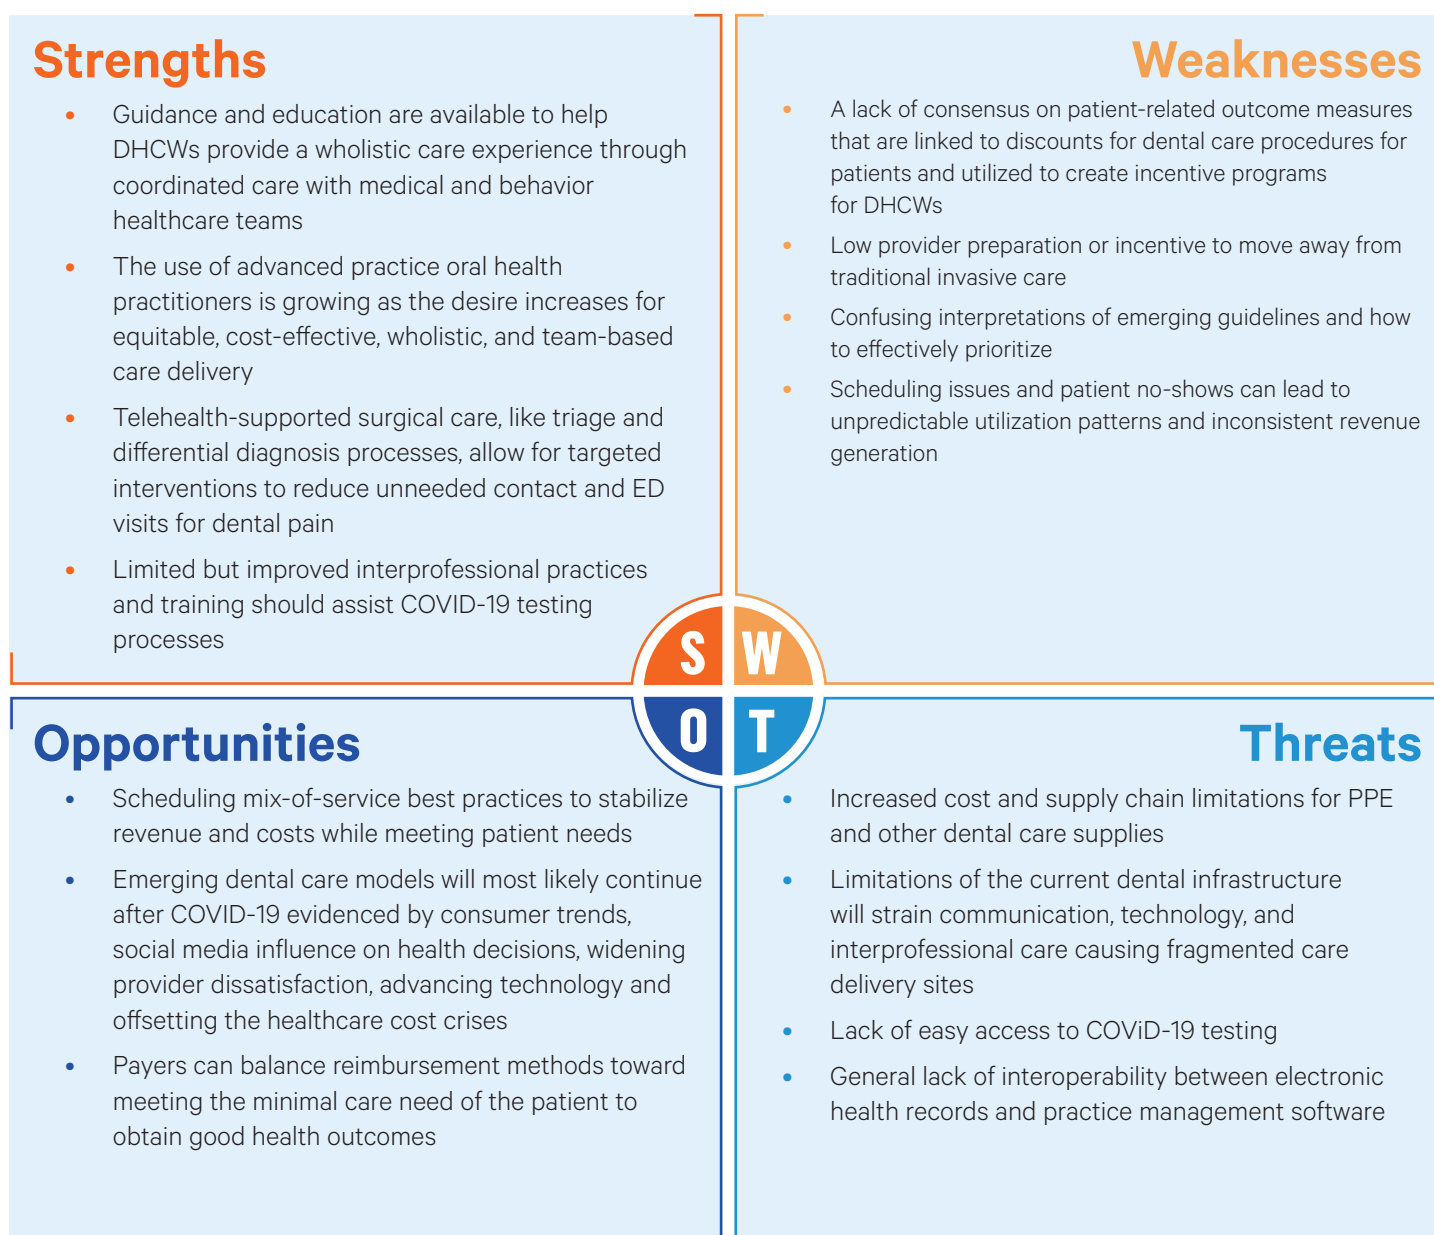 Strengths
• Guidance and education are available to help
DHCWs provide a wholistic care experience through
coordinated care with medical and behavior
healthcare teams
• The use of advanced practice oral health
practitioners is growing as the desire increases for
equitable, cost-effective, wholistic, and team-based
care delivery
• Telehealth-supported surgical care, like triage and
differential diagnosis processes, allow for targeted
interventions to reduce unneeded contact and ED
visits for dental pain
• Limited but improved interprofessional practices
and training should assist COVID-19 testing
processes
Weaknesses
• A lack of consensus on patient-related outcome measures
that are linked to discounts for dental care procedures for
patients and utilized to create incentive programs
for DHCWs
• Low provider preparation or incentive to move away from
traditional invasive care
• Confusing interpretations of emerging guidelines and how
to effectively prioritize
• Scheduling issues and patient no-shows can lead to
unpredictable utilization patterns and inconsistent revenue
generation
S W
O T
Opportunities
• Scheduling mix-of-service best practices to stabilize
revenue and costs while meeting patient needs
• Emerging dental care models will most likely continue
after COVID-19 evidenced by consumer trends,
social media influence on health decisions, widening
provider dissatisfaction, advancing technology and
offsetting the healthcare cost crises
• Payers can balance reimbursement methods toward
meeting the minimal care need of the patient to
obtain good health outcomes
Threats
• Increased cost and supply chain limitations for PPE
and other dental care supplies
• Limitations of the current dental infrastructure
will strain communication, technology, and
interprofessional care causing fragmented care
delivery sites
• Lack of easy access to COViD-19 testing
• General lack of interoperability between electronic
health records and practice management software